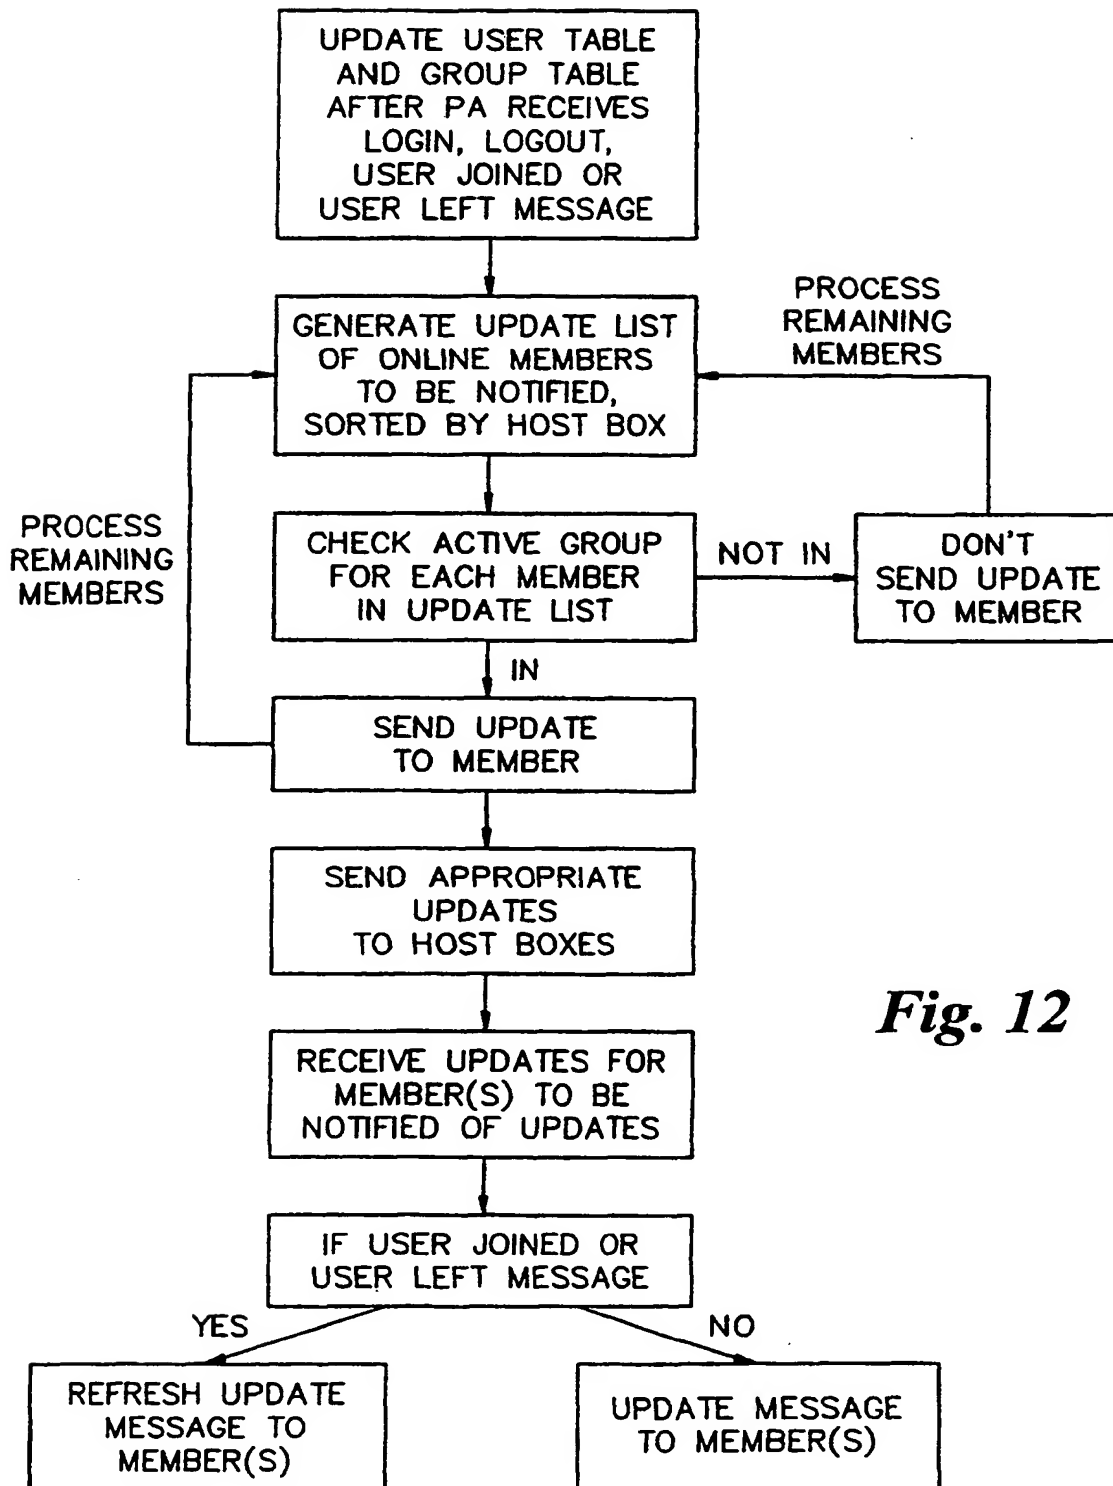 UPDATE USER TABLE
AND GROUP TABLE
AFTER PA RECEIVES
LOGIN, LOGOUT,
USER JOINED OR
USER LEFT MESSAGE
GENERATE UPDATE LIST
OF ONLINE MEMBERS
TO BE NOTIFIED,
SORTED BY HOST BOX
PROCESS
REMAINING
MEMBERS
PROCESS
REMAINING
MEMBERS
CHECK ACTIVE GROUP
FOR EACH MEMBER
IN UPDATE LIST
NOT IN
DON'T
SEND UPDATE
TO MEMBER
IN
SEND UPDATE
TO MEMBER
SEND APPROPRIATE
UPDATES
TO HOST BOXES
RECEIVE UPDATES FOR
MEMBER(S) TO BE
NOTIFIED OF UPDATES
Fig. 12
IF USER JOINED OR
USER LEFT MESSAGE
YES
NO
REFRESH UPDATE
MESSAGE TO
MEMBER(S)
UPDATE MESSAGE
TO MEMBER(S)